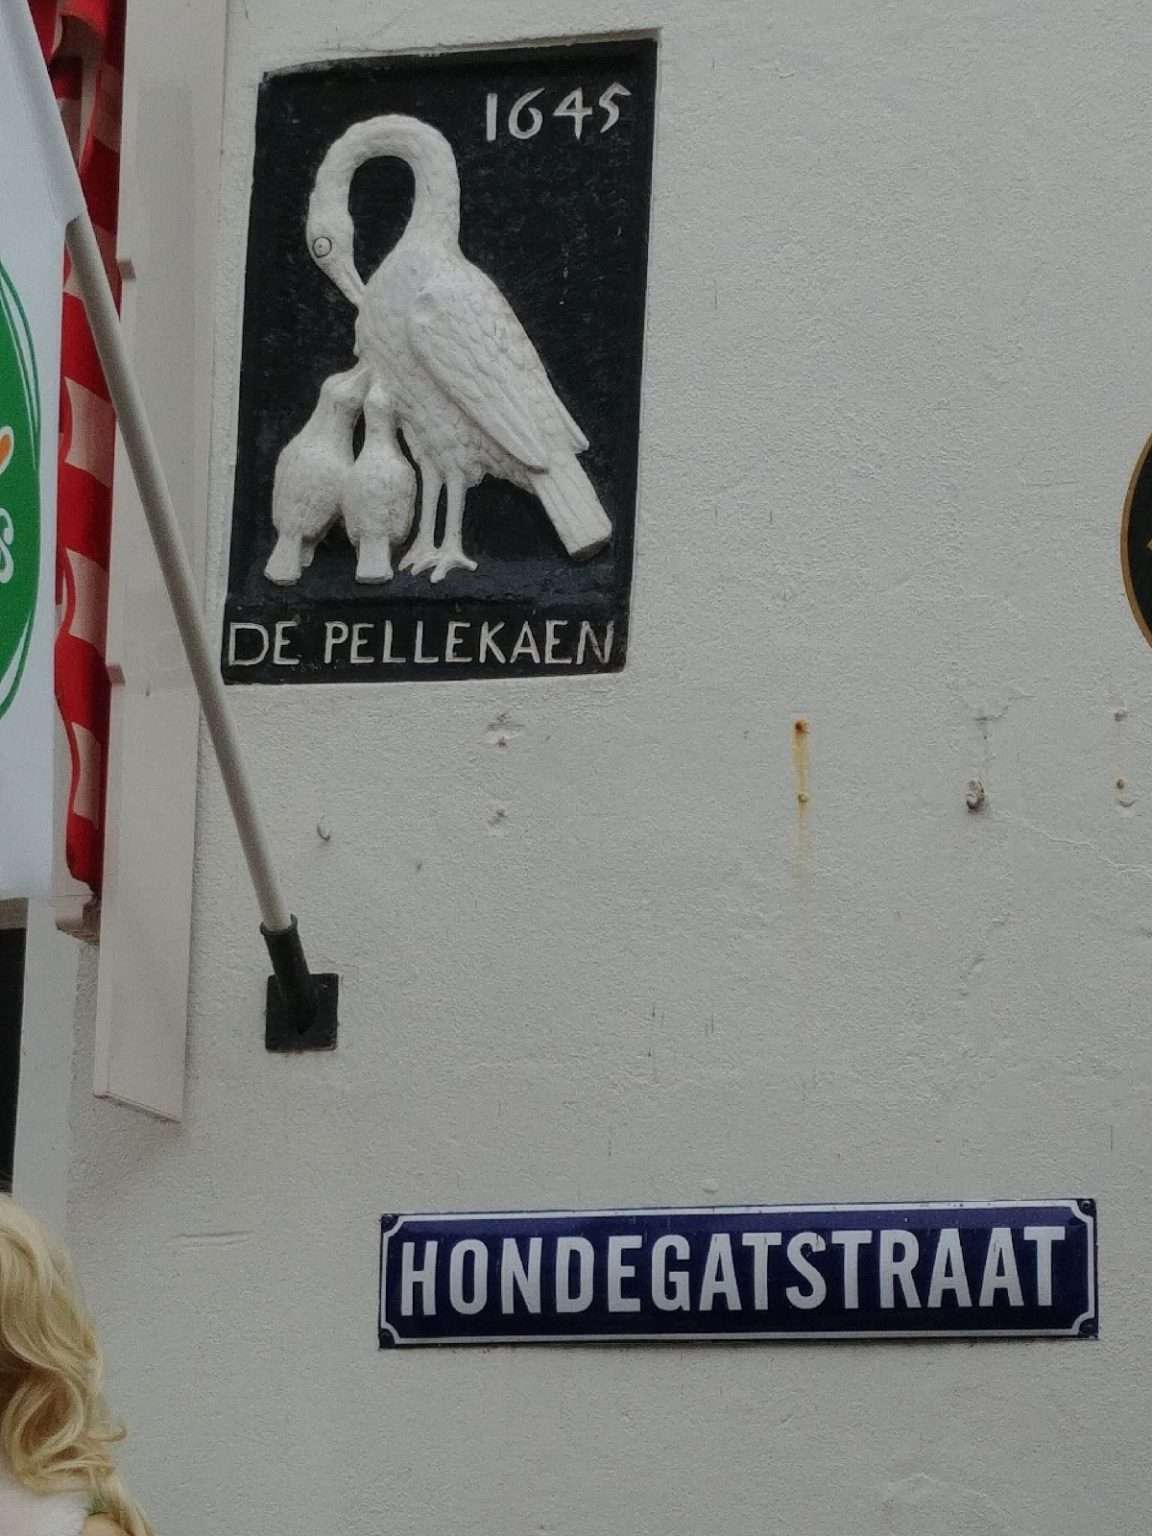 1645
DE PELLEKAEN
HONDEGATSTRAAT